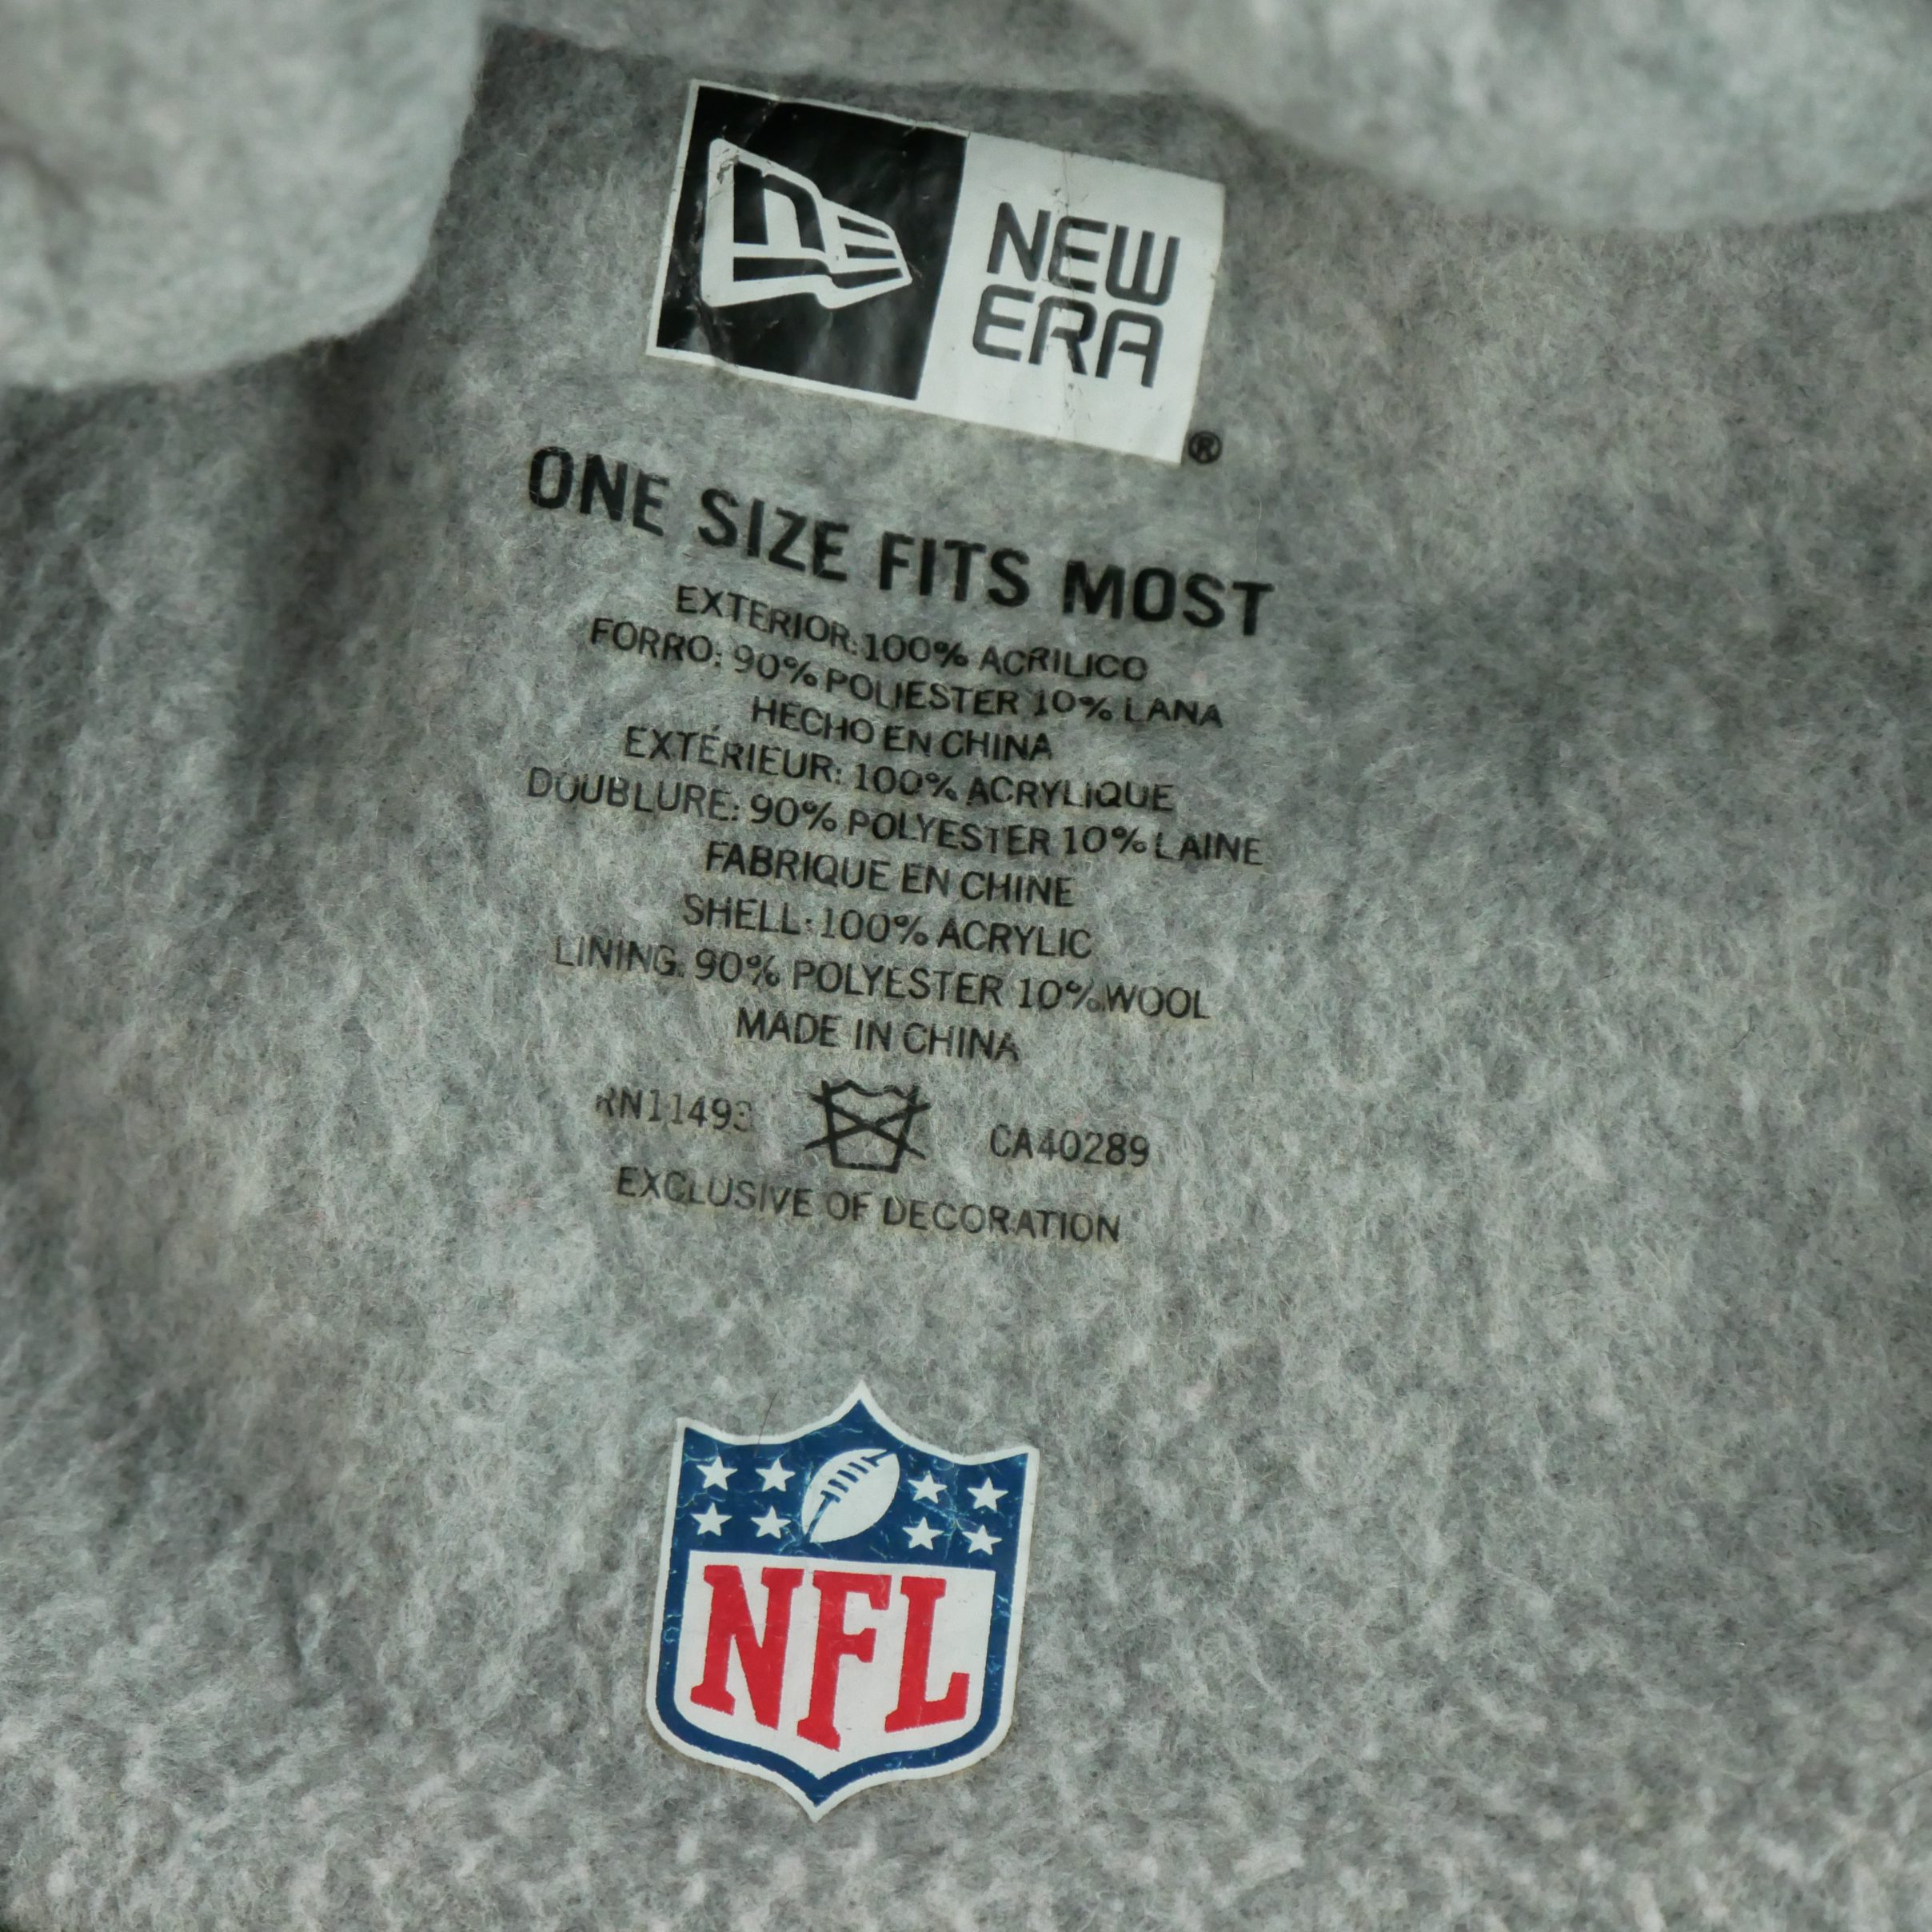 NE
NEW
ERA
®
ONE SIZE FITS MOST
EXTERIOR: 100% ACRILICO
FORRO: 90% POLIESTER 10% LANA
HECHO EN CHINA
EXTÉRIEUR: 100% ACRYLIQUE
DOUBLURE: 90% POLYESTER 10% LAINE
FABRIQUE EN CHINE
SHELL: 100% ACRYLIC
LINING: 90% POLYESTER 10% WOOL
MADE IN CHINA
RN11493 CA40289
EXCLUSIVE OF DECORATION
NFL